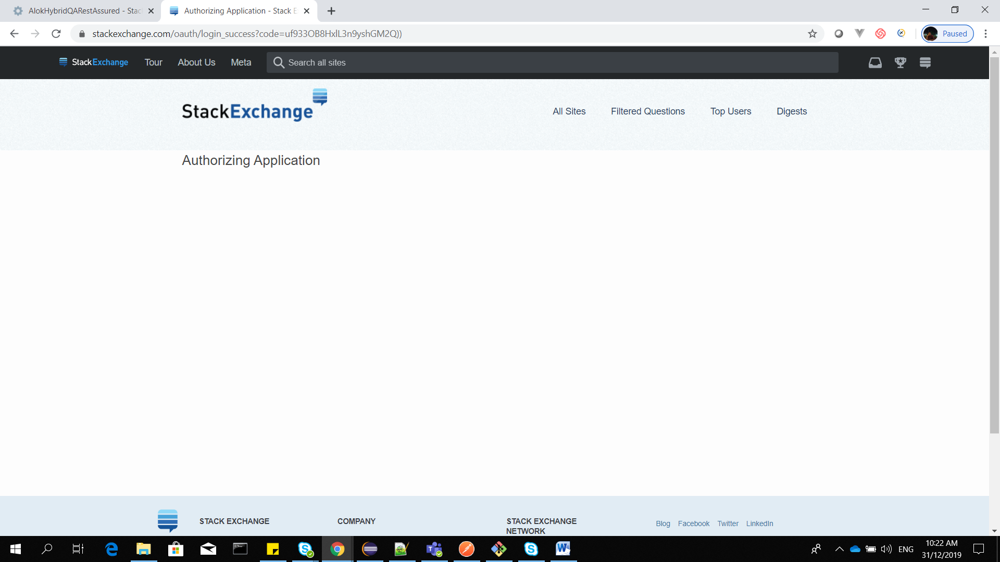 AlokHybridQARestAssured - Stac
Authorizing Application - Stack E
stackexchange.com/oauth/login_success?code=uf933OB8HxlL3n9yshGM2Q))
Paused
StackExchange
Tour
About Us
Meta
Search all sites
StackExchange
All Sites
Filtered Questions
Top Users
Digests
Authorizing Application
STACK EXCHANGE
COMPANY
STACK EXCHANGE
NETWORK
Blog
Facebook
Twitter
LinkedIn
ENG
10:22 AM
31/12/2019